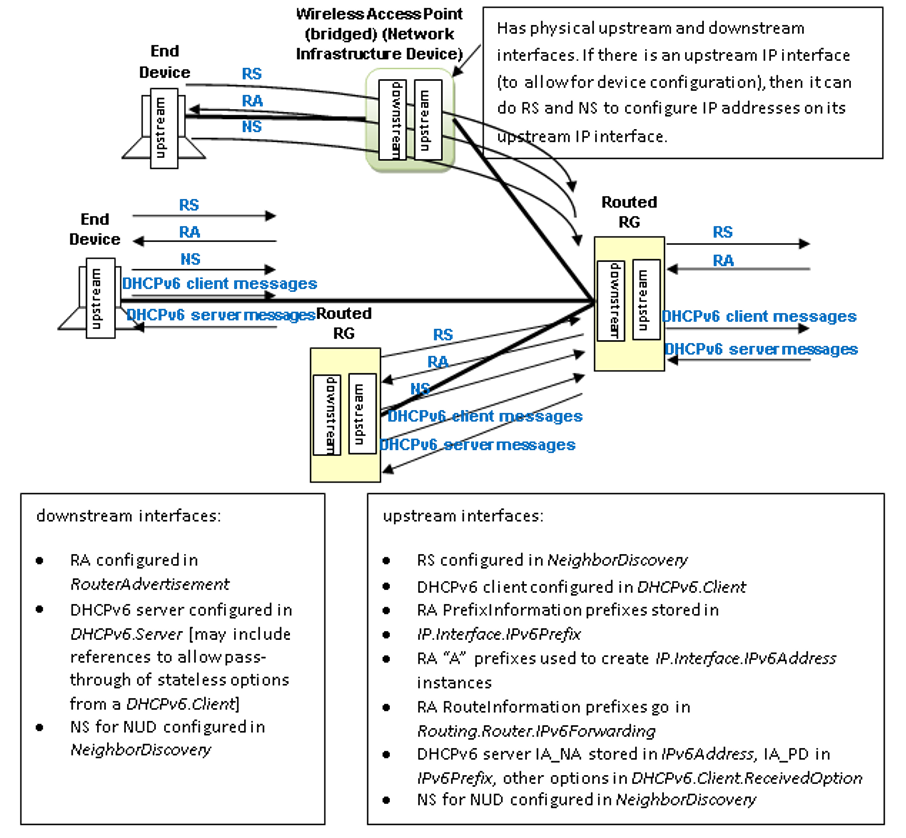 Wireless Access Point
(bridged) (Network
Infrastructure Device)
Has physical upstream and downstream
interfaces. If there is an upstream IP interface
(to allow for device configuration), then it can
do RS and NS to configure IP addresses on its
upstream IP interface.
End
Device
RS
RA
NS
upstream
downstream
upstream
End
Device
RS
RA
NS
DHCPv6 client messages
DHCPv6 server messages
upstream
Routed
RG
RS
RA
DHCPv6 client messages
DHCPv6 server messages
downstream
upstream
Routed
RG
RS
RA
NS
DHCPv6 client messages
DHCPv6 server messages
downstream
upstream
downstream interfaces:
• RA configured in
RouterAdvertisement
• DHCPv6 server configured in
DHCPv6.Server [may include
references to allow pass-
through of stateless options
from a DHCPv6.Client]
• NS for NUD configured in
NeighborDiscovery
upstream interfaces:
• RS configured in NeighborDiscovery
• DHCPv6 client configured in DHCPv6.Client
• RA PrefixInformation prefixes stored in
• IP.Interface.IPv6Prefix
• RA “A” prefixes used to create IP.Interface.IPv6Address
instances
• RA RouteInformation prefixes go in
Routing.Router.IPv6Forwarding
• DHCPv6 server IA_NA stored in IPv6Address, IA_PD in
IPv6Prefix, other options in DHCPv6.Client.ReceivedOption
• NS for NUD configured in NeighborDiscovery